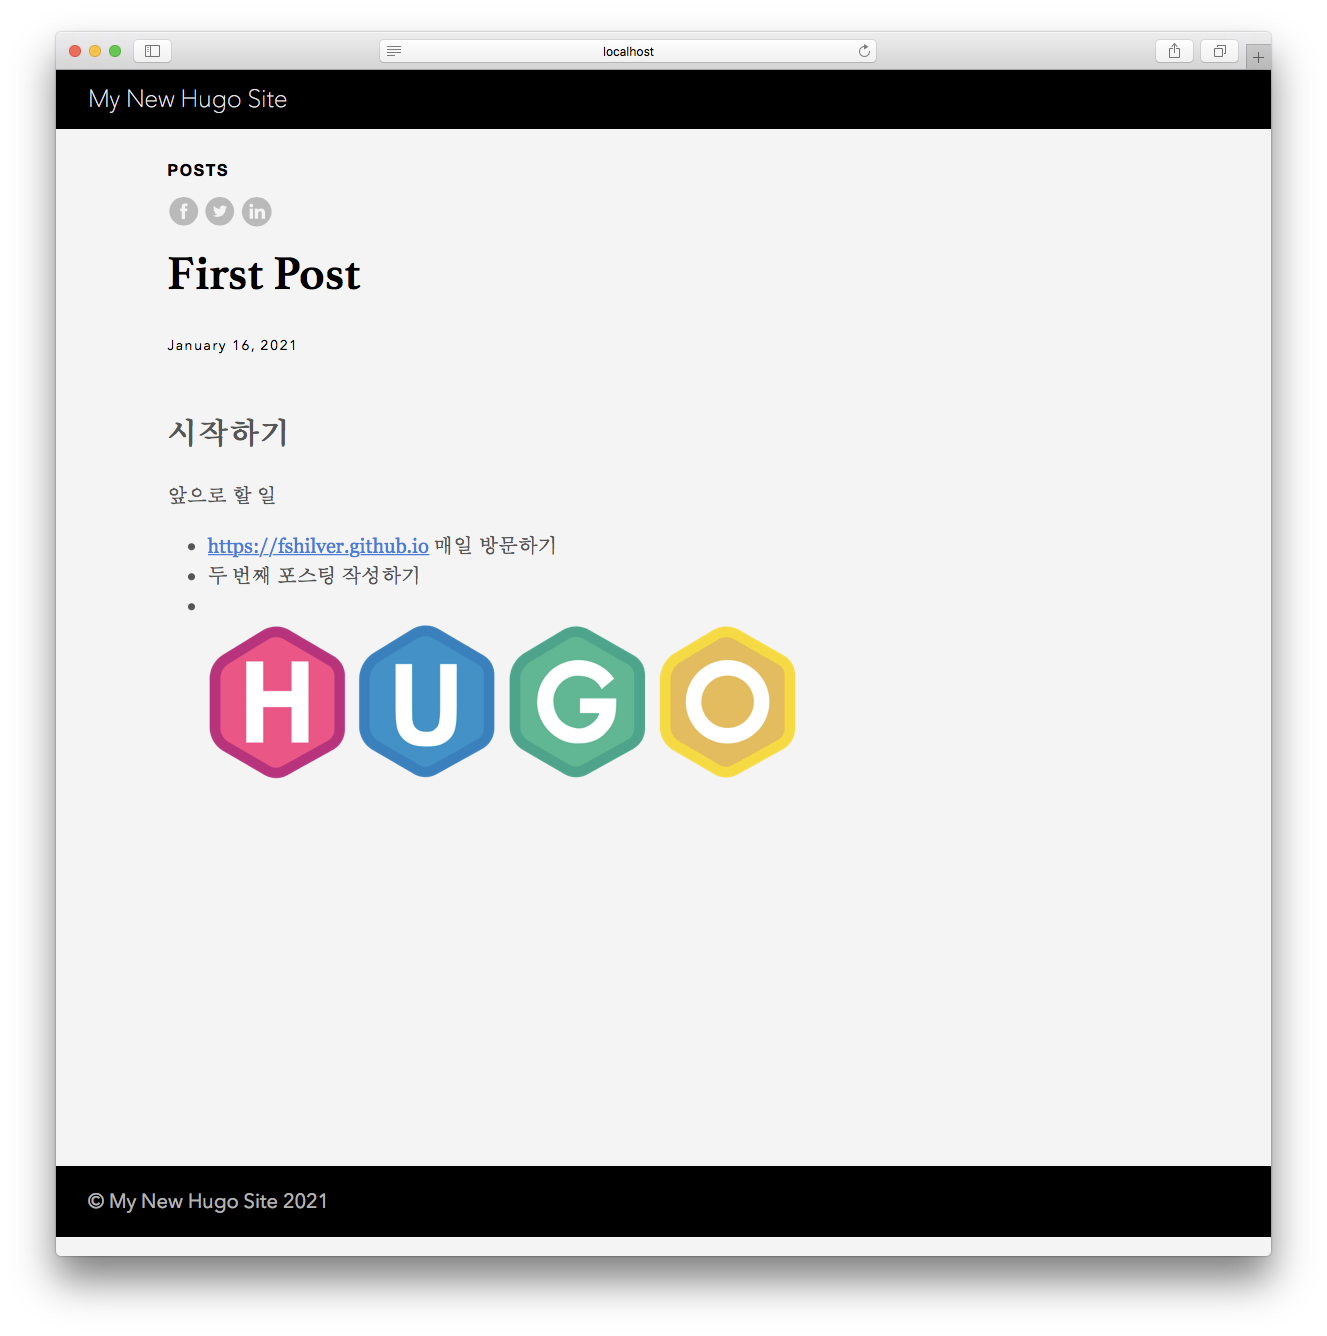 localhost
My New Hugo Site
POSTS
First Post
January 16, 2021
시작하기
앞으로 할 일
https://fshilver.github.io 매일 방문하기
두 번째 포스팅 작성하기
HUGO
© My New Hugo Site 2021